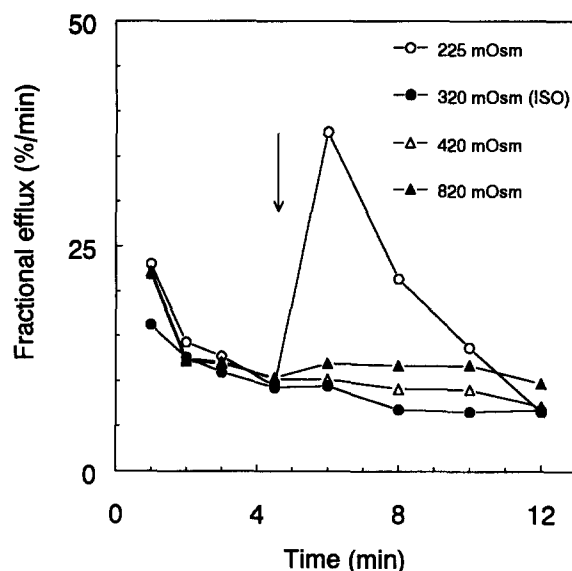 50
225 mOsm
320 mOsm (ISO)
420 mOsm
820 mOsm
Fractional efflux (%/min)
25
0
0
4
8
12
Time (min)